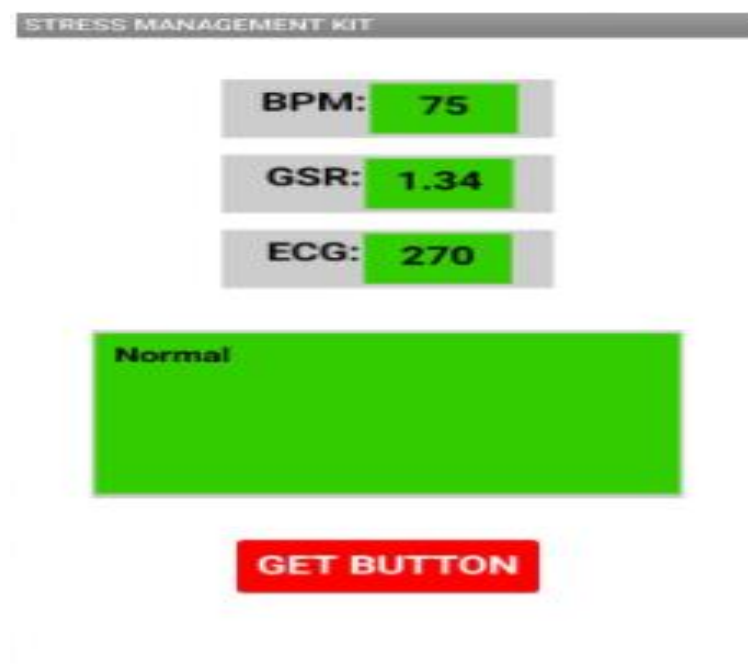 STRESS MANAGEMENT KIT
BPM: 75
GSR: 1.34
ECG: 270
Normal
GET BUTTON